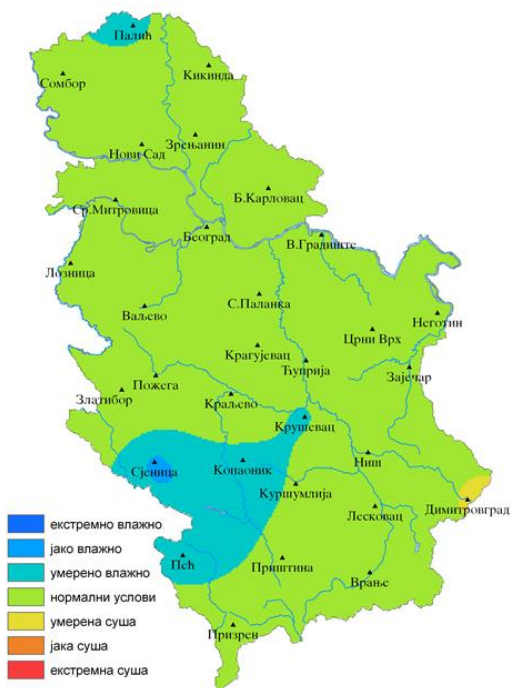 Палић
Сомбор
Кикинда
Нови Сад
Зрењанин
Б.Карловац
Ср.Митровица
Београд
В.Градиште
Лозница
С.Паланка
Ваљево
Неготин
Црни Врх
Крагујевац
Ћуприја
Зајечар
Пожега
Златибор
Краљево
Крушевац
Сјеница
Копаоник
Ниш
Куршумлија
Димитровград
Лесковац
Пећ
Приштина
Врање
Призрен
екстремно влажно
јако влажно
умерено влажно
нормални услови
умерена суша
јака суша
екстремна суша